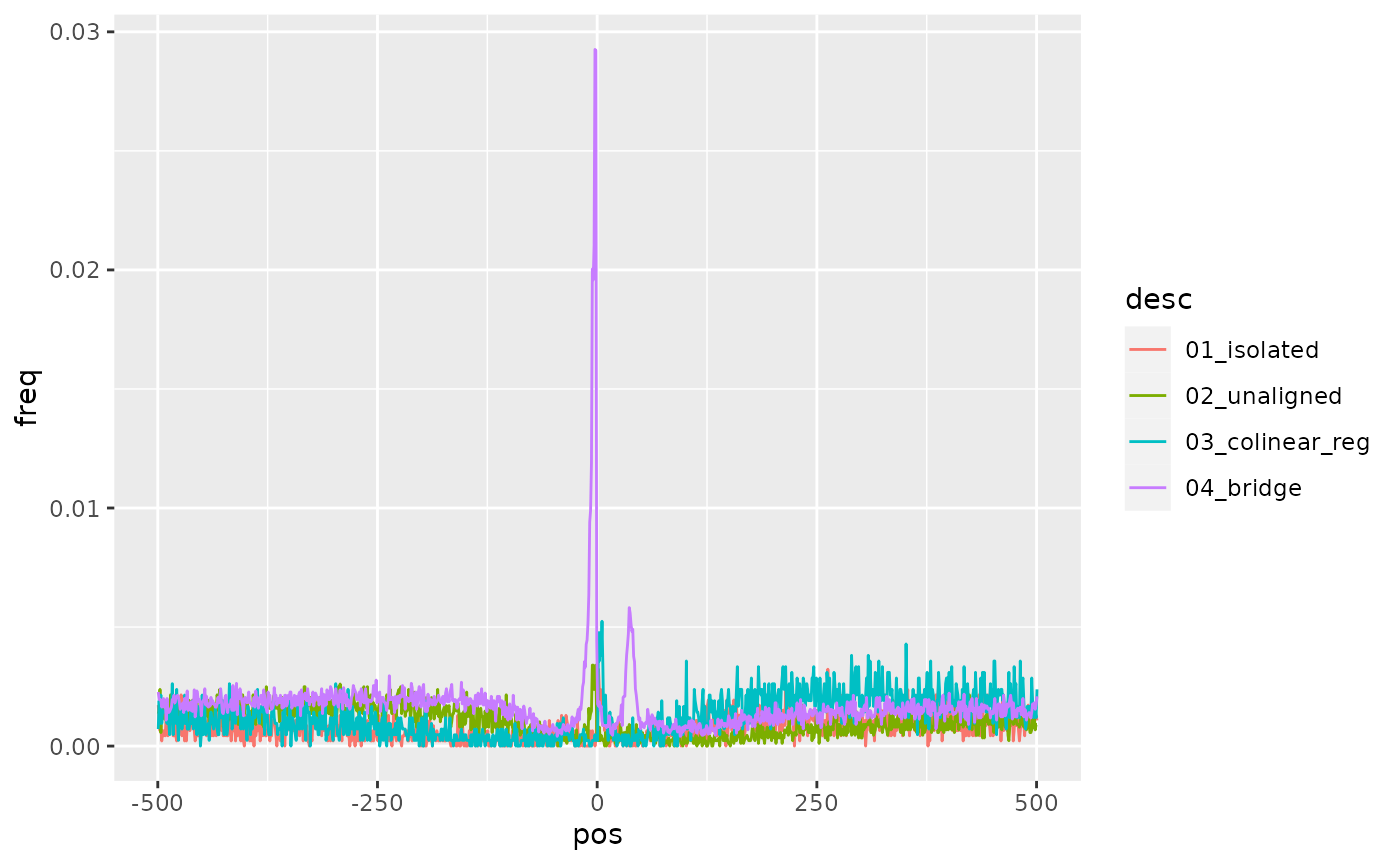 0.03
0.02
0.01
0.00
freq
-500
-250
0
250
500
pos
desc
01_isolated
02_unaligned
03_colinear_reg
04_bridge